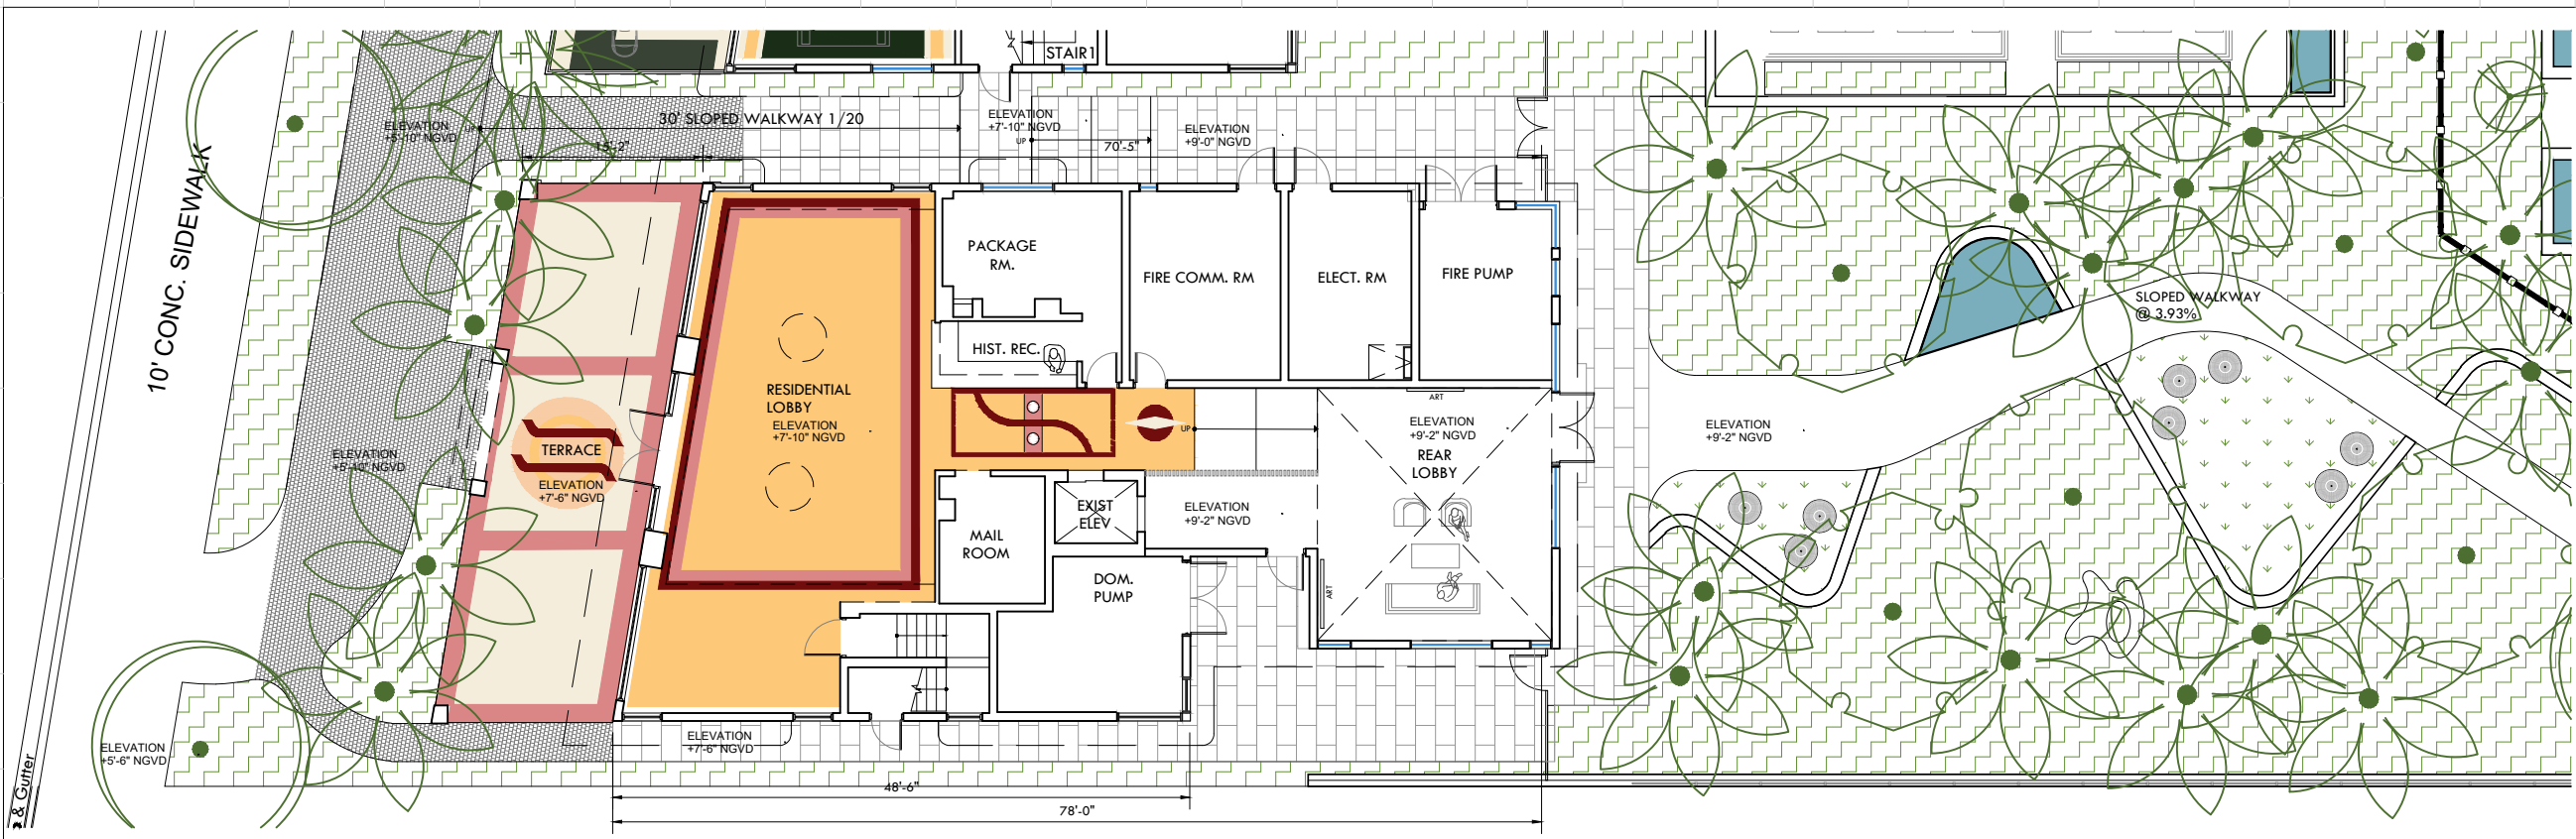 STAIR1
30' SLOPED WALKWAY 1/20
ELEVATION
+5'-10" NGVD
UP
ELEVATION
+7'-10" NGVD
UP
ELEVATION
+9'-0" NGVD
15'-2"
70'-5"
10' CONC. SIDEWALK
PACKAGE
RM.
FIRE COMM. RM
ELECT. RM
FIRE PUMP
HIST. REC.
SLOPED WALKWAY
@ 3.93%
RESIDENTIAL
LOBBY
ELEVATION
+7'-10" NGVD
UP
ART
ELEVATION
+9'-2" NGVD
REAR
LOBBY
ELEVATION
+9'-2" NGVD
TERRACE
ELEVATION
+7'-6" NGVD
ELEVATION
+5'-10" NGVD
EXIST
ELEV
ELEVATION
+9'-2" NGVD
MAIL
ROOM
DOM.
PUMP
ART
ELEVATION
+7'-6" NGVD
ELEVATION
+5'-6" NGVD
& Gutter
48'-6"
78'-0"